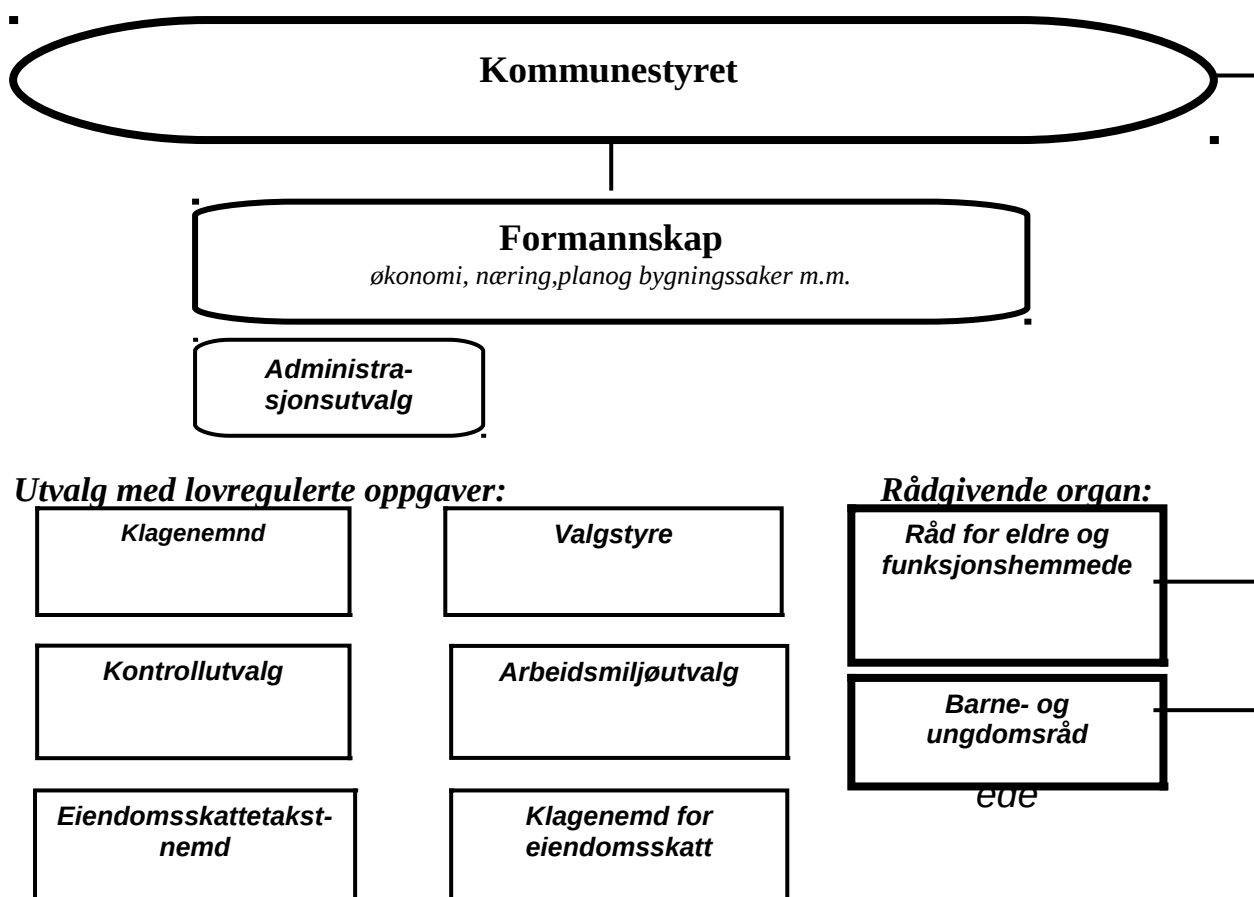 Kommunestyret
Formannskap
økonomi, næring,planog bygningssaker m.m.
Administra-
sjonsutvalg
Utvalg med lovregulerte oppgaver:
Klagenemnd
Valgstyre
Kontrollutvalg
Arbeidsmiljøutvalg
Eiendomsskattetakst-
nemd
Klagenemd for
eiendomsskatt
Rådgivende organ:
Råd for eldre og
funksjonshemmede
Barne- og
ungdomsråd
ede